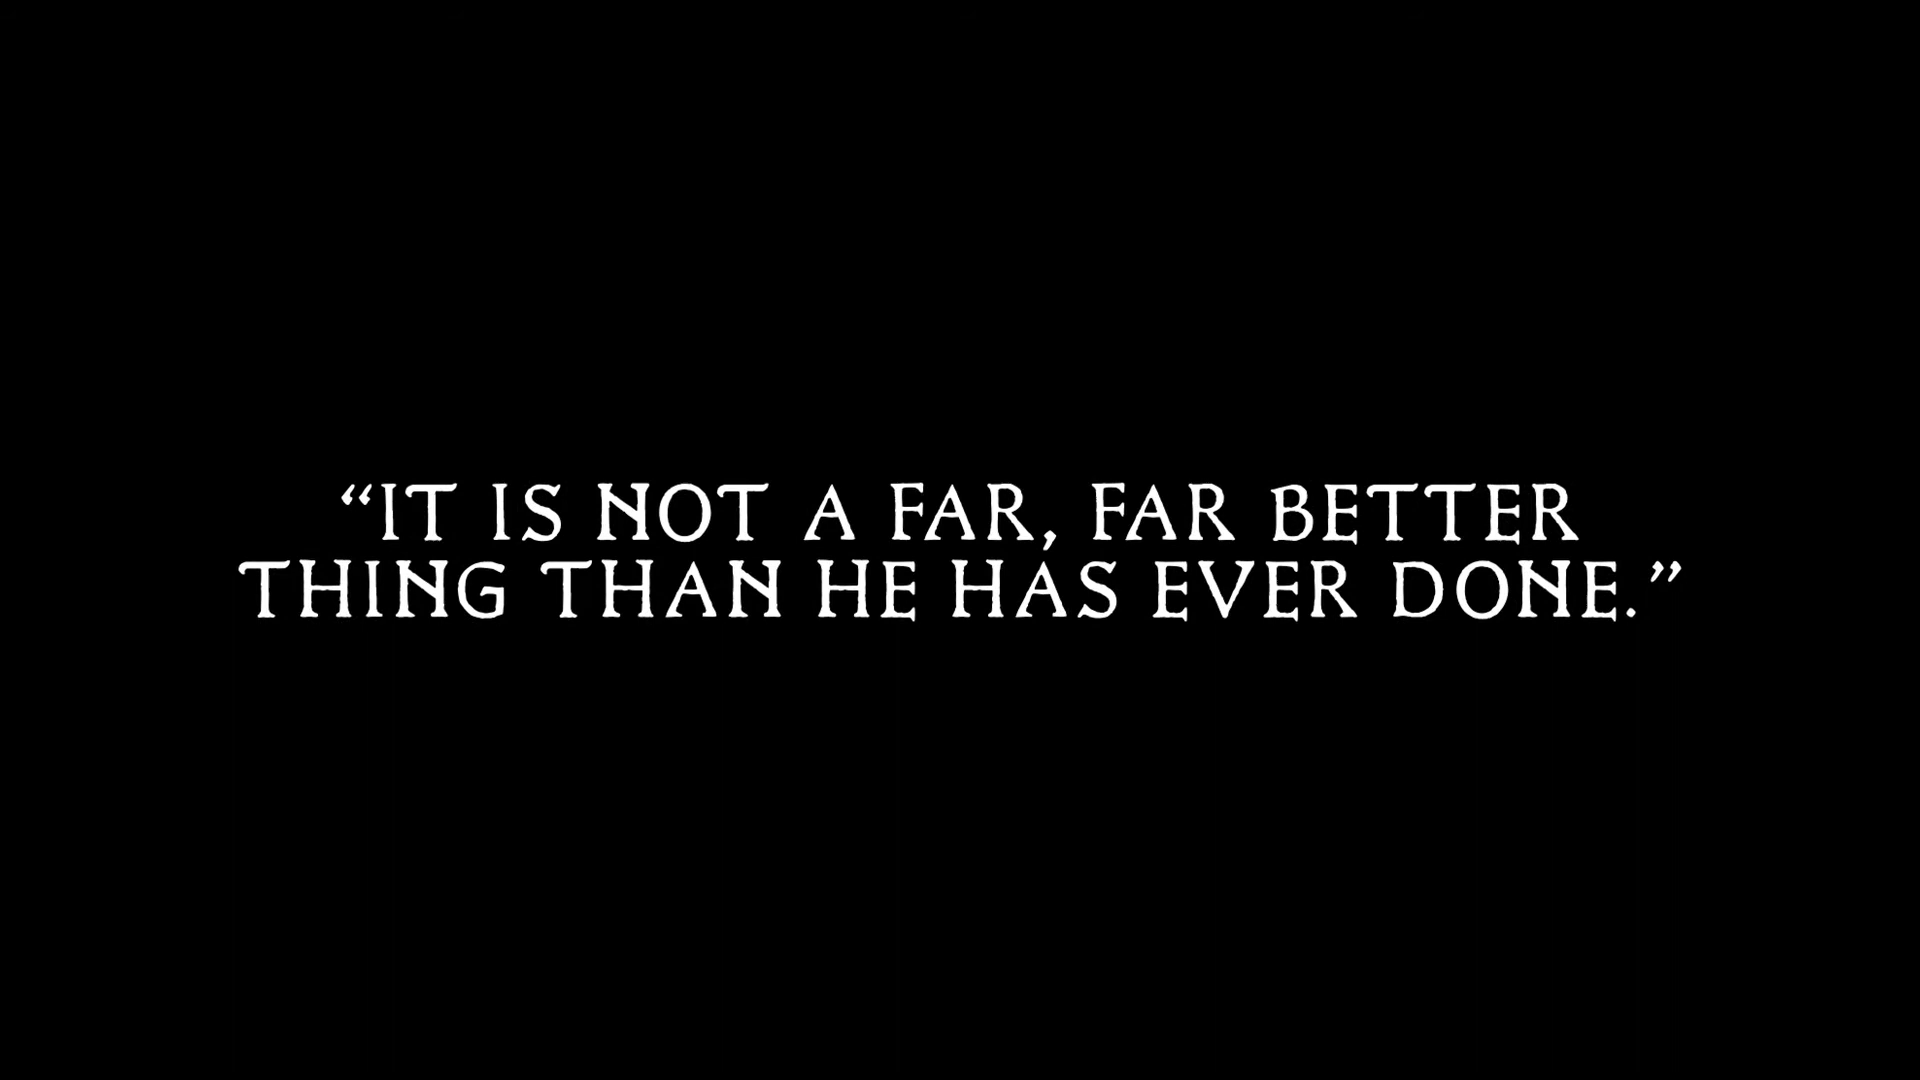 “IT IS NOT A FAR, FAR BETTER
THING THAN HE HAS EVER DONE.”